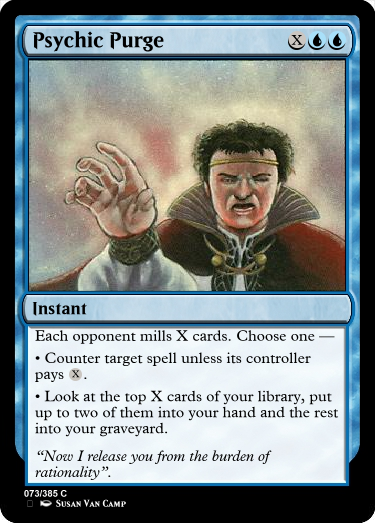 Psychic Purge
X
Instant
Each opponent mills X cards. Choose one —
• Counter target spell unless its controller
pays X.
• Look at the top X cards of your library, put
up to two of them into your hand and the rest
into your graveyard.
“Now I release you from the burden of
rationality”.
073/385 C
Susan Van Camp